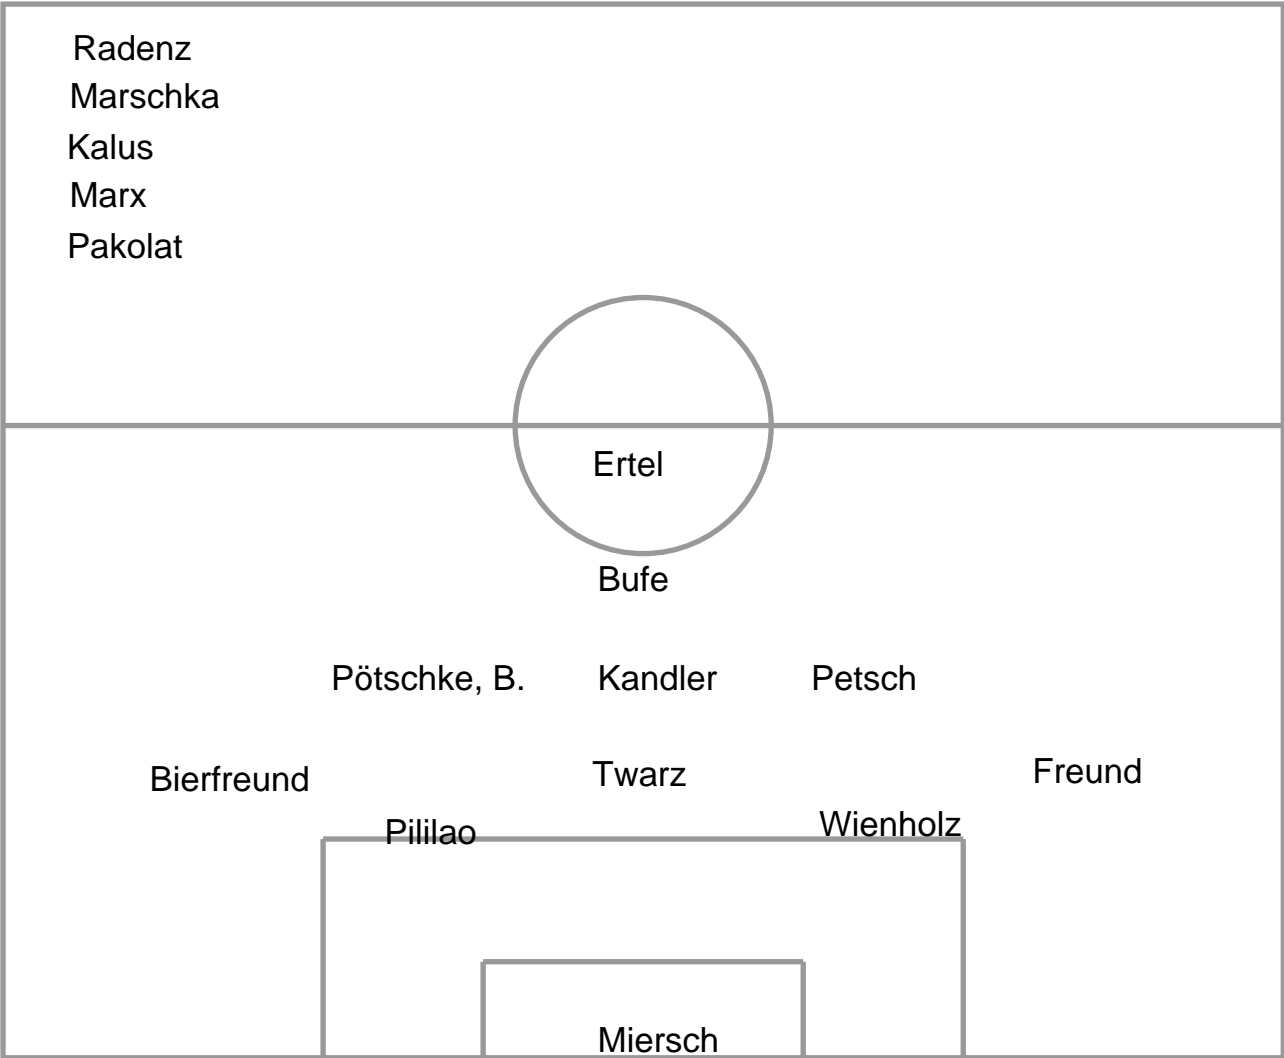 Radenz
Marschka
Kalus
Marx
Pakolat
Ertel
Bufe
Pötschke, B. Kandler Petsch
Bierfreund Twarz Freund
Pililao Wienholz
Miersch